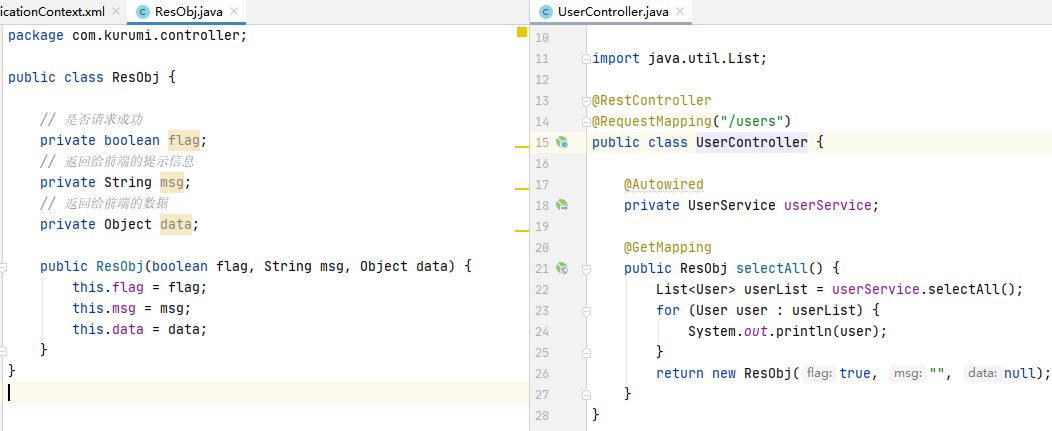 icationContext.xml
ResObj.java
package com.kurumi.controller;
public class ResObj {
// 是否请求成功
private boolean flag;
// 返回给前端的提示信息
private String msg;
// 返回给前端的数据
private Object data;
public ResObj(boolean flag, String msg, Object data) {
this.flag = flag;
this.msg = msg;
this.data = data;
}
}
UserController.java
10
11 import java.util.List;
12
13 @RestController
14 @RequestMapping("/users")
15 public class UserController {
16
17 @Autowired
18 private UserService userService;
19
20 @GetMapping
21 public ResObj selectAll() {
22 List<User> userList = userService.selectAll();
23 for (User user : userList) {
24 System.out.println(user);
25 }
26 return new ResObj( flag: true, msg: "", data: null);
27 }
28 }